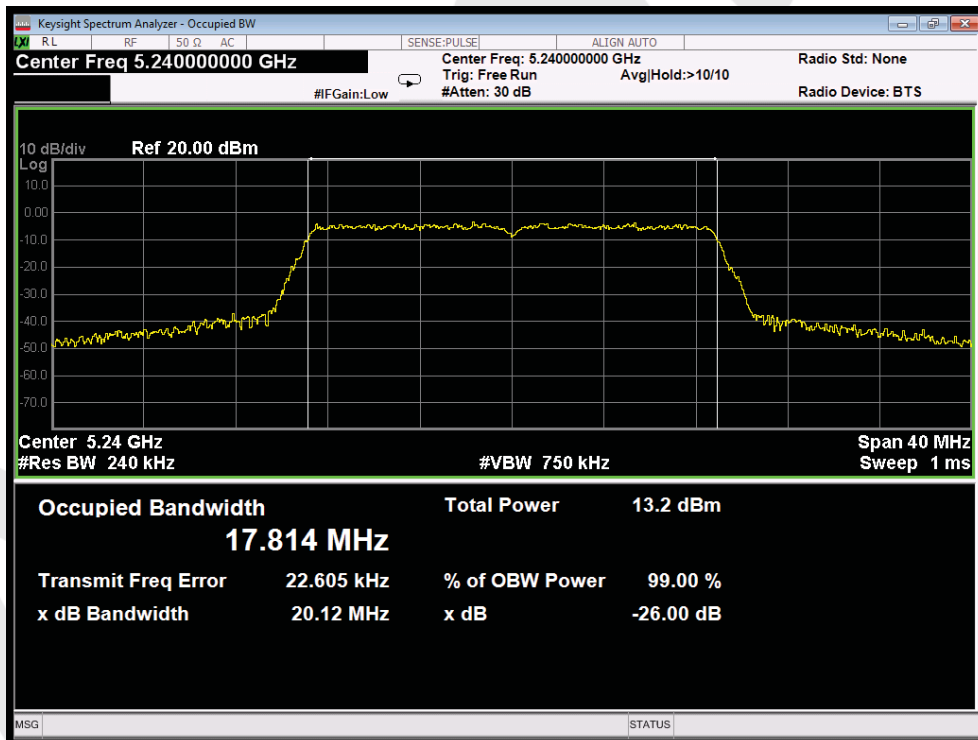 Keysight Spectrum Analyzer - Occupied BW
LXI RL RF 50 Ω AC SENSE:PULSE ALIGN AUTO
Center Freq 5.240000000 GHz
Center Freq: 5.240000000 GHz Radio Std: None
Trig: Free Run Avg|Hold:>10/10
#IFGain:Low #Atten: 30 dB Radio Device: BTS
10 dB/div Ref 20.00 dBm
Log
10.0
0.00
-10.0
-20.0
-30.0
-40.0
-50.0
-60.0
-70.0
Center 5.24 GHz Span 40 MHz
#Res BW 240 kHz #VBW 750 kHz Sweep 1 ms
Occupied Bandwidth Total Power 13.2 dBm
17.814 MHz
Transmit Freq Error 22.605 kHz % of OBW Power 99.00 %
x dB Bandwidth 20.12 MHz x dB -26.00 dB
MSG STATUS